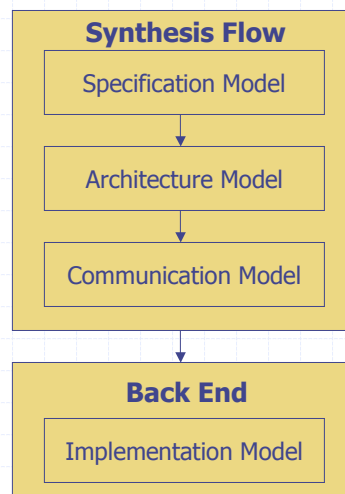 Synthesis Flow
Specification Model
Architecture Model
Communication Model
Back End
Implementation Model